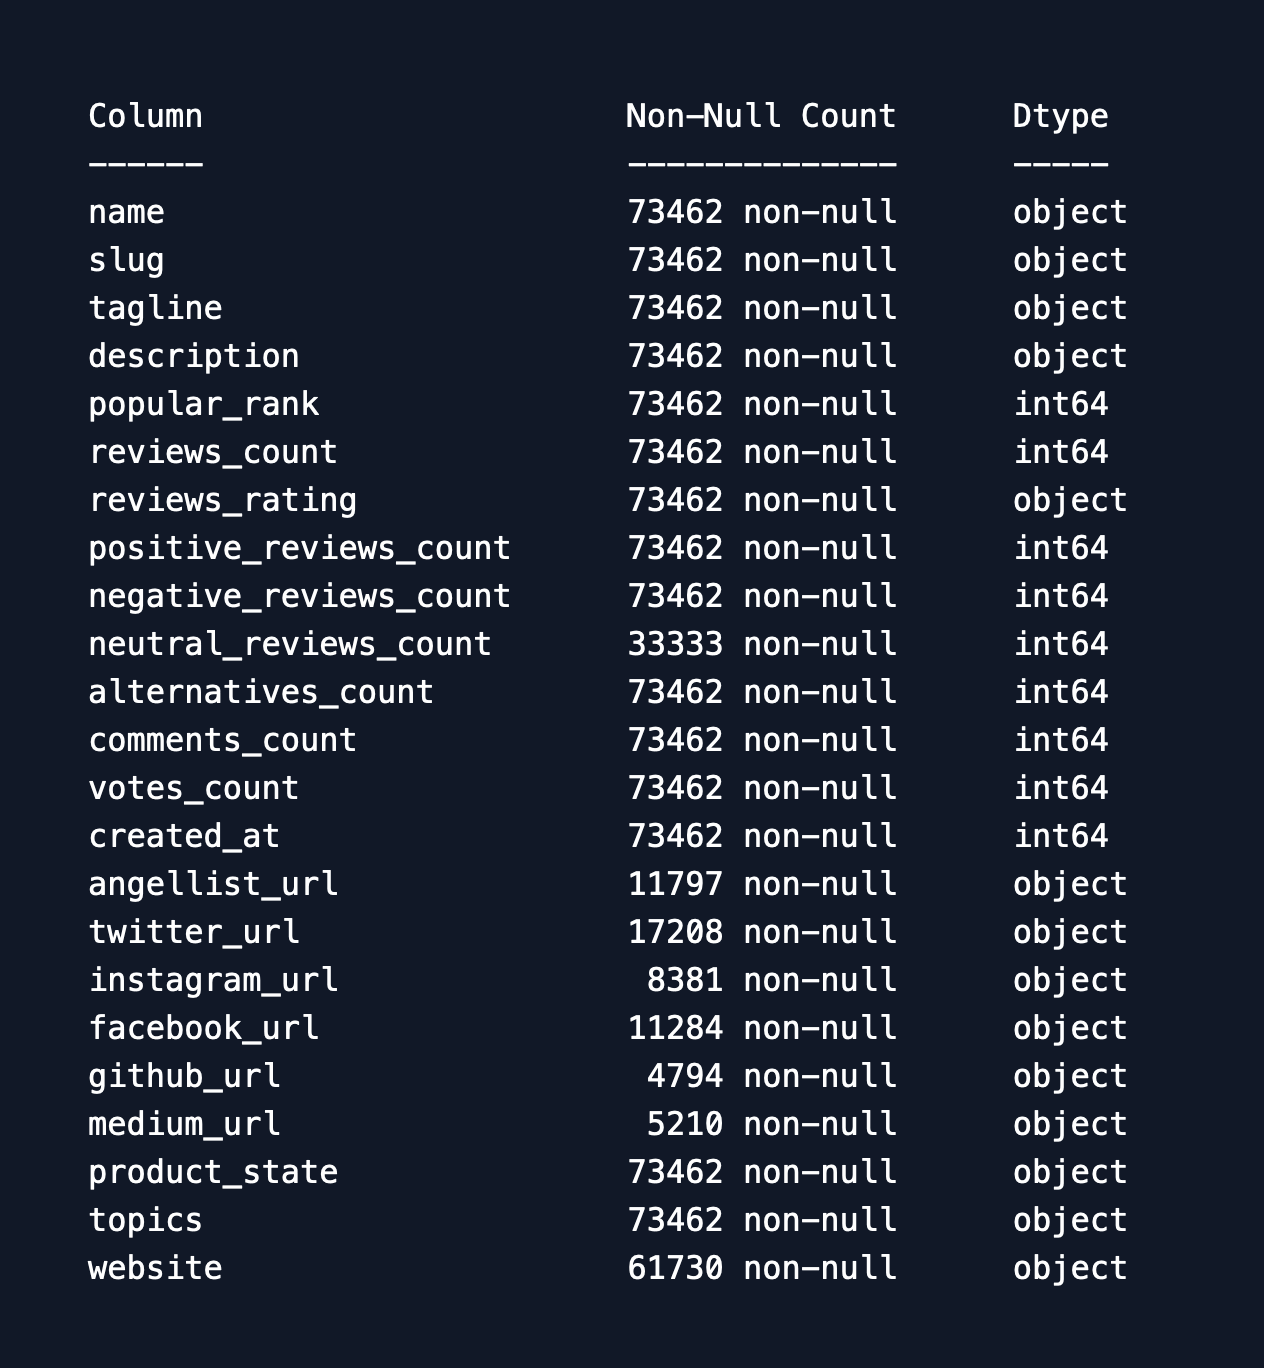 Column                      Non-Null Count      Dtype
------                      --------------      -----
name                        73462 non-null      object
slug                        73462 non-null      object
tagline                     73462 non-null      object
description                 73462 non-null      object
popular_rank                73462 non-null      int64
reviews_count               73462 non-null      int64
reviews_rating              73462 non-null      object
positive_reviews_count      73462 non-null      int64
negative_reviews_count      73462 non-null      int64
neutral_reviews_count       33333 non-null      int64
alternatives_count          73462 non-null      int64
comments_count              73462 non-null      int64
votes_count                 73462 non-null      int64
created_at                  73462 non-null      int64
angellist_url               11797 non-null      object
twitter_url                 17208 non-null      object
instagram_url                8381 non-null      object
facebook_url                11284 non-null      object
github_url                   4794 non-null      object
medium_url                   5210 non-null      object
product_state               73462 non-null      object
topics                      73462 non-null      object
website                     61730 non-null      object